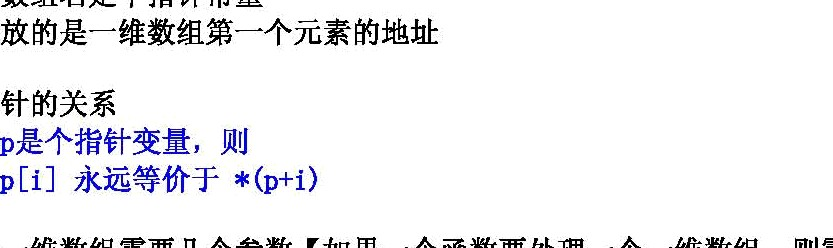 数组名是个指针常量
放的是一维数组第一个元素的地址
针的关系
p是个指针变量，则
p[i] 永远等价于 *(p+i)
一维数组需要几个参数【如果一个函数要处理一个一维数组，则需